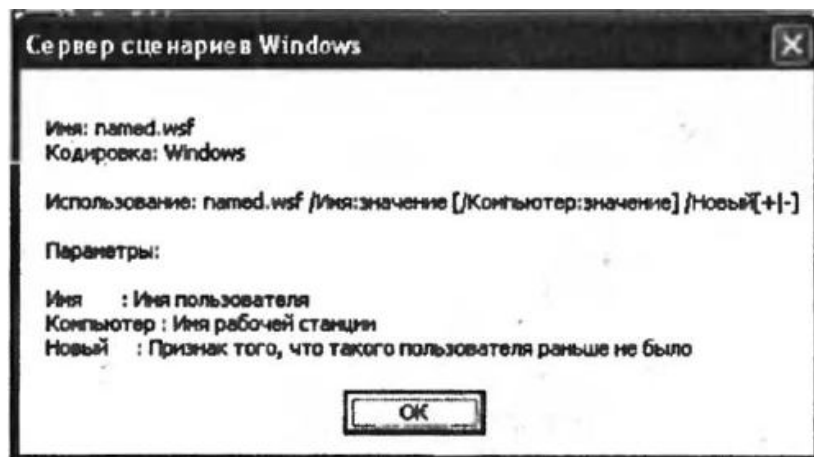 Сервер сценариев Windows
Имя: named.wsf
Кодировка: Windows
Использование: named.wsf /Имя:значение [/Компьютер:значение] /Новый[+|-]
Параметры:
Имя : Имя пользователя
Компьютер : Имя рабочей станции
Новый : Признак того, что такого пользователя раньше не было
OK